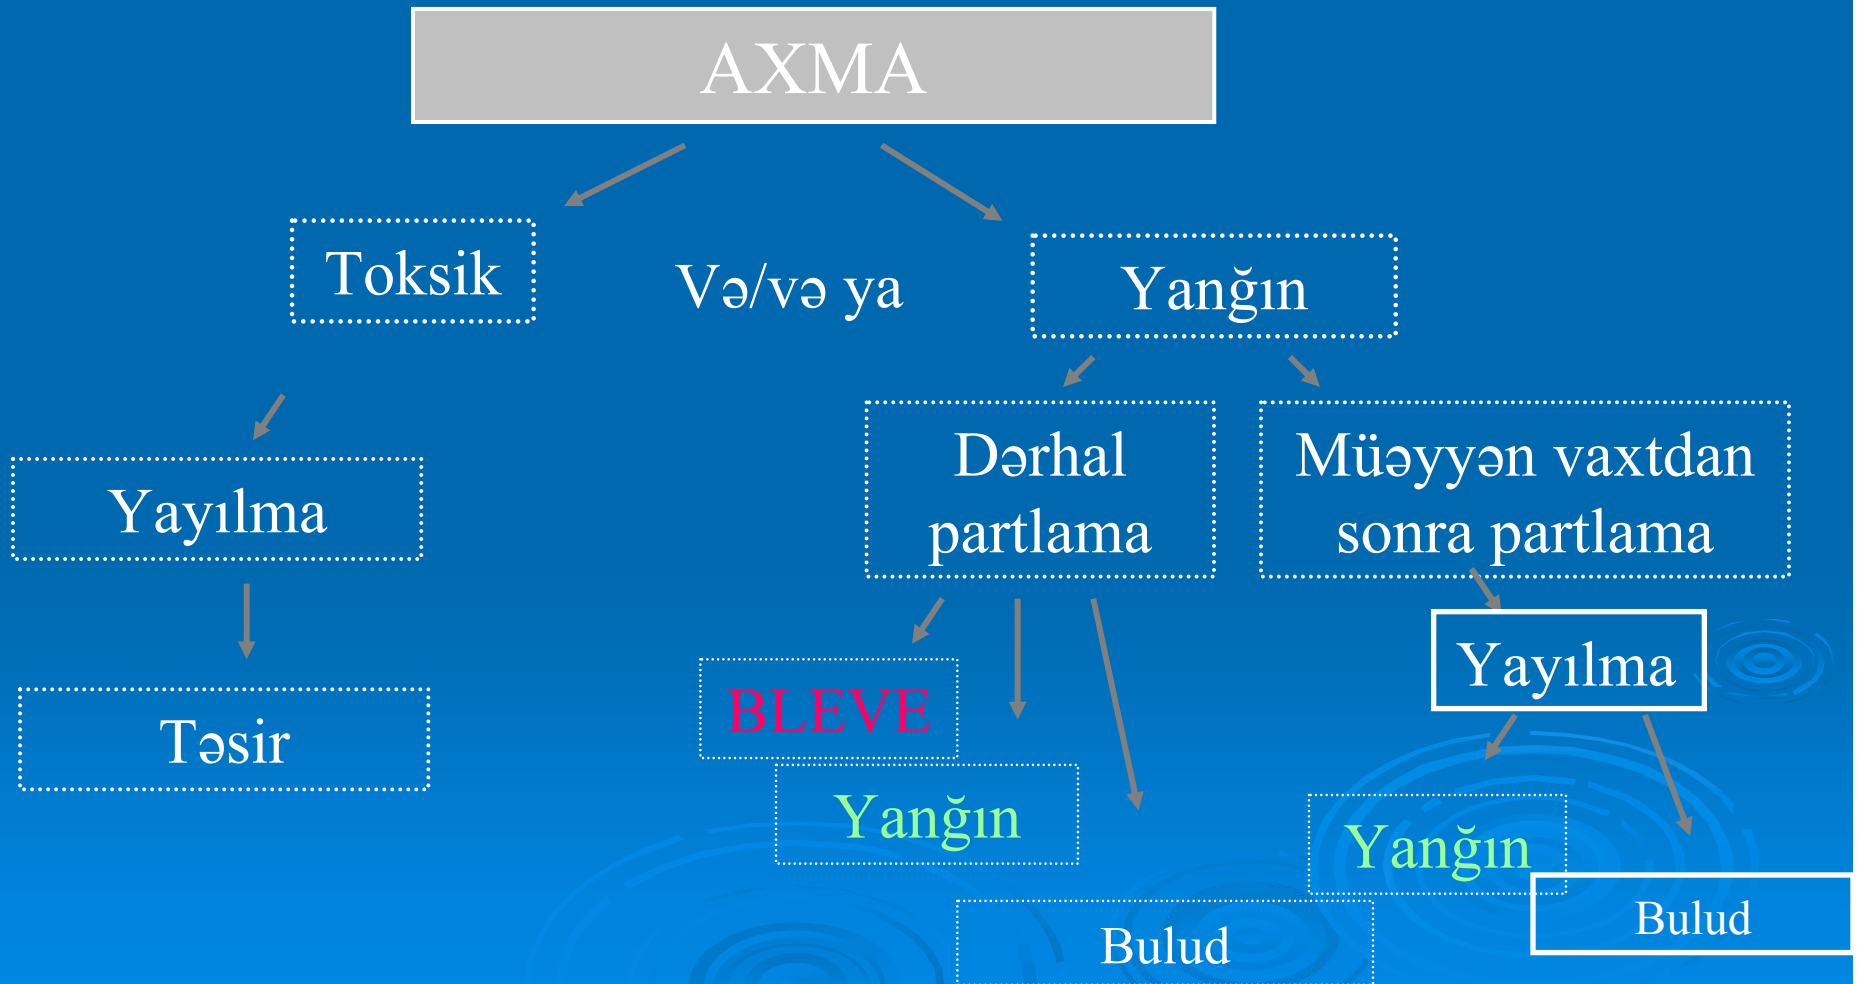 AXMA
Toksik
Və/və ya
Yanğın
Yayılma
Dərhal
partlama
Müəyyən vaxtdan
sonra partlama
Təsir
BLEVE
Yanğın
Bulud
Yayılma
Yanğın
Bulud